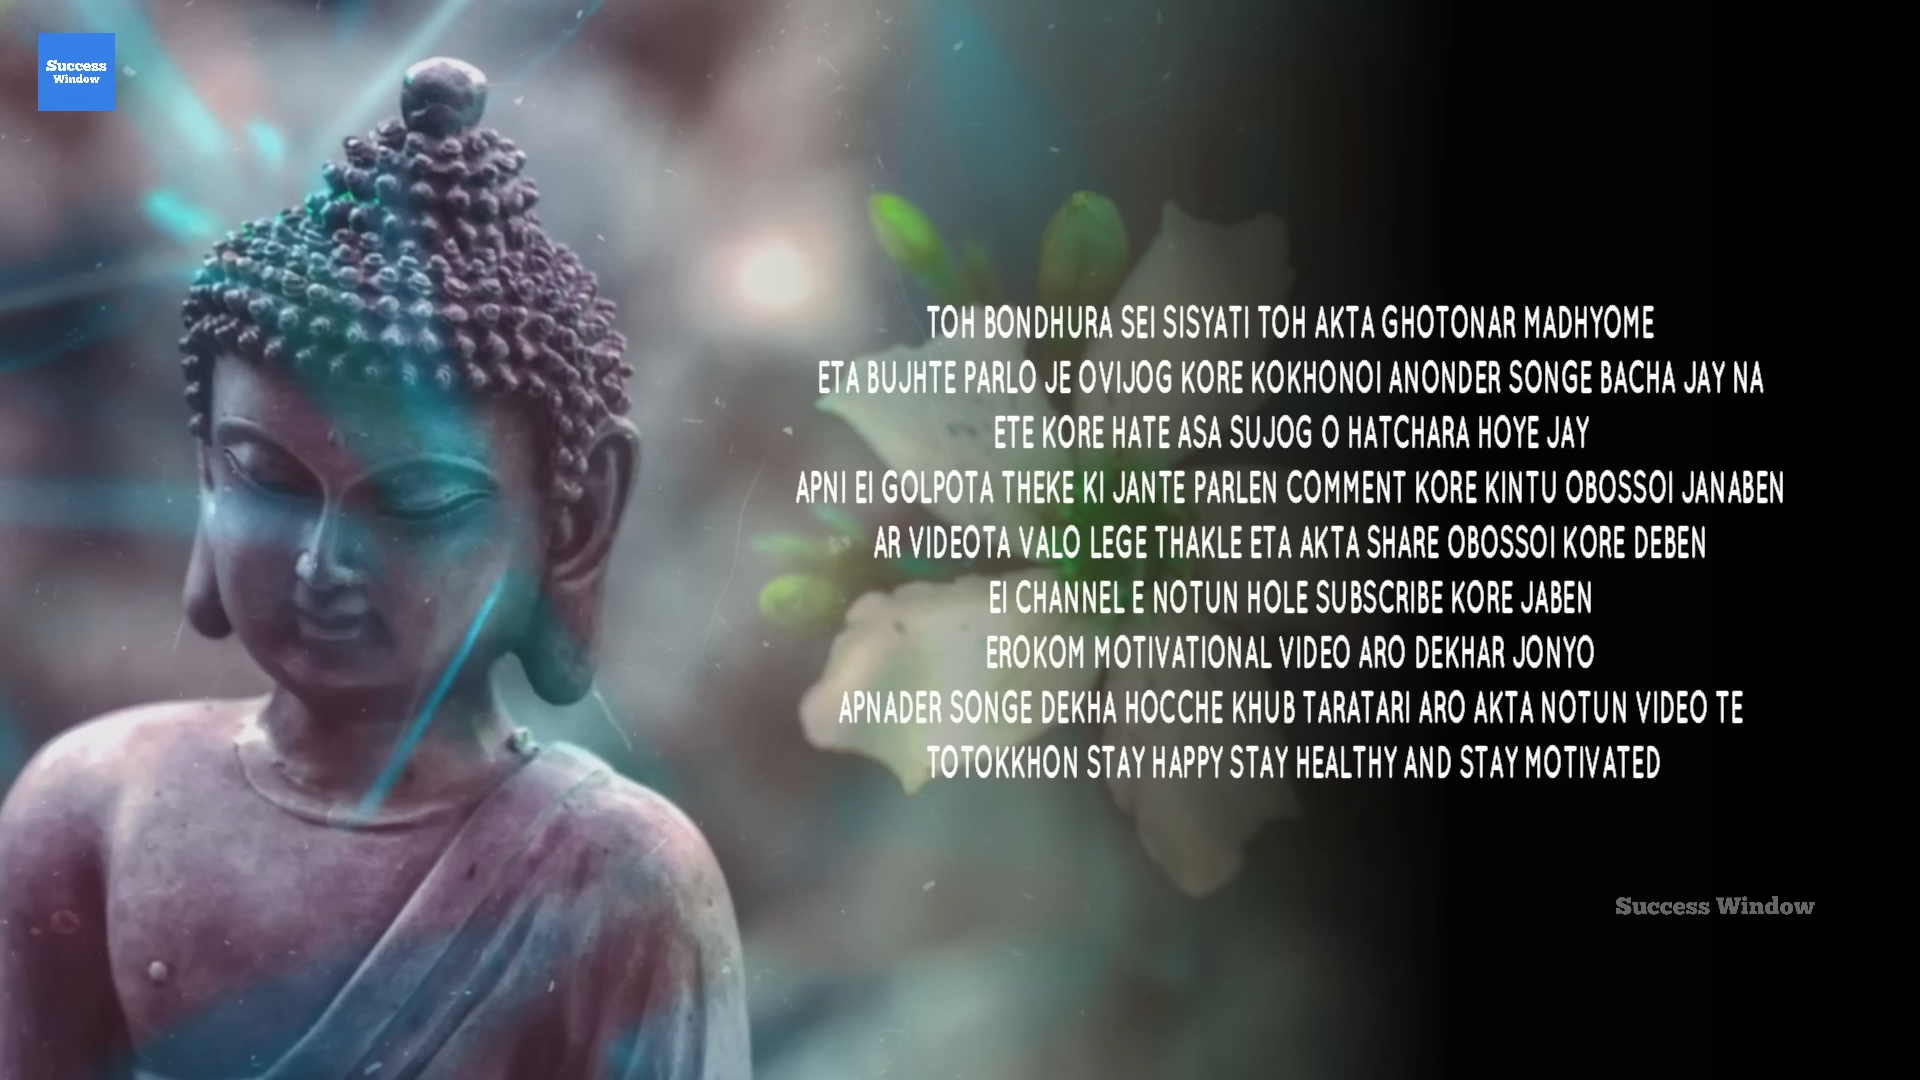 Success
Window
TOH BONDHURA SEI SISYATI TOH AKTA GHOTONAR MADHYOME
ETA BUJHTE PARLO JE OVIJOG KORE KOKHONOI ANONDER SONGE BACHA JAY NA
ETE KORE HATE ASA SUJOG O HATCHARA HOYE JAY
APNI EI GOLPOTA THEKE KI JANTE PARLEN COMMENT KORE KINTU OBOSSOI JANABEN
AR VIDEOTA VALO LEGE THAKLE ETA AKTA SHARE OBOSSOI KORE DEBEN
EI CHANNEL E NOTUN HOLE SUBSCRIBE KORE JABEN
EROKOM MOTIVATIONAL VIDEO ARO DEKHAR JONYO
APNADER SONGE DEKHA HOCCHE KHUB TARATARI ARO AKTA NOTUN VIDEO TE
TOTOKKHON STAY HAPPY STAY HEALTHY AND STAY MOTIVATED
Success Window